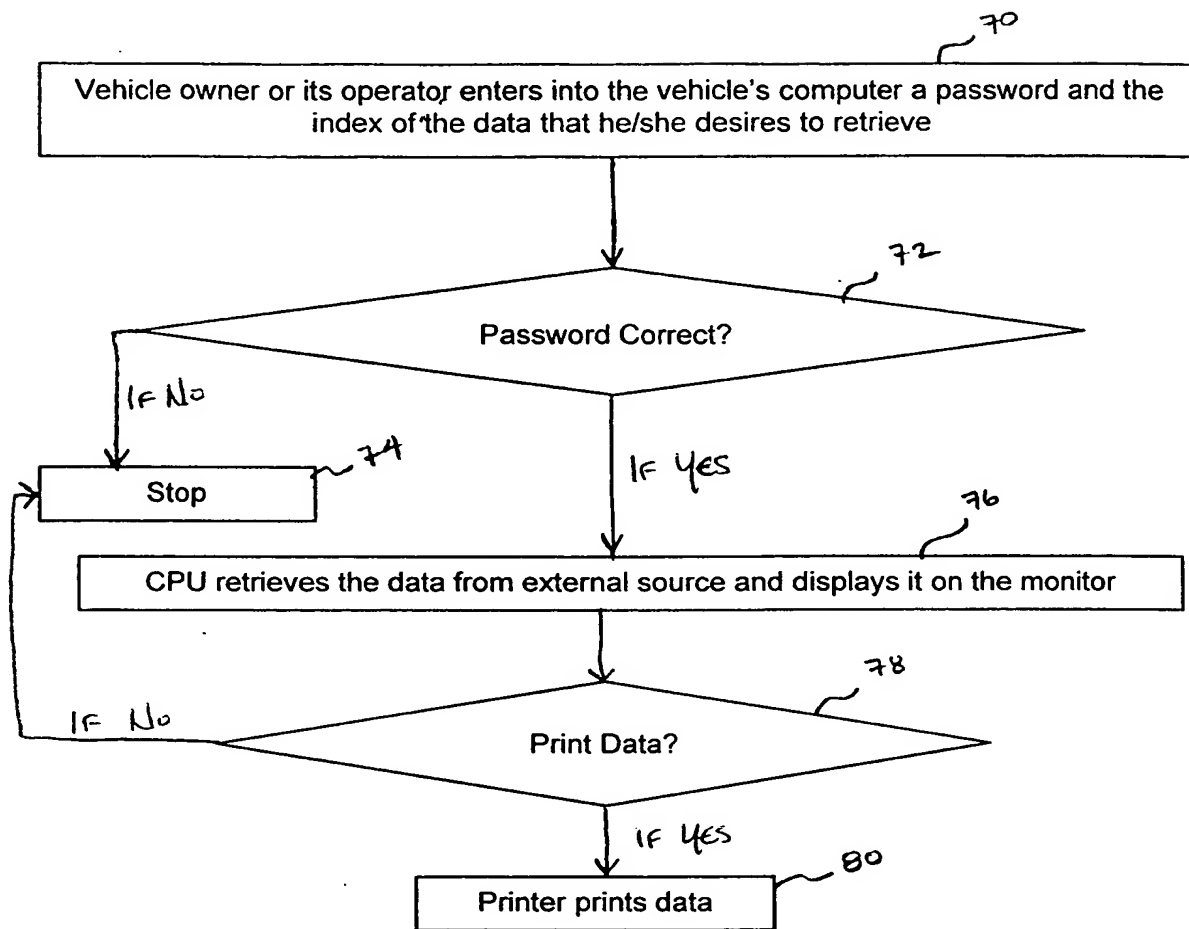 70
Vehicle owner or its operator enters into the vehicle's computer a password and the
index of the data that he/she desires to retrieve
72
Password Correct?
IF No
IF YES
74
Stop
76
CPU retrieves the data from external source and displays it on the monitor
78
IF No
Print Data?
IF YES
80
Printer prints data